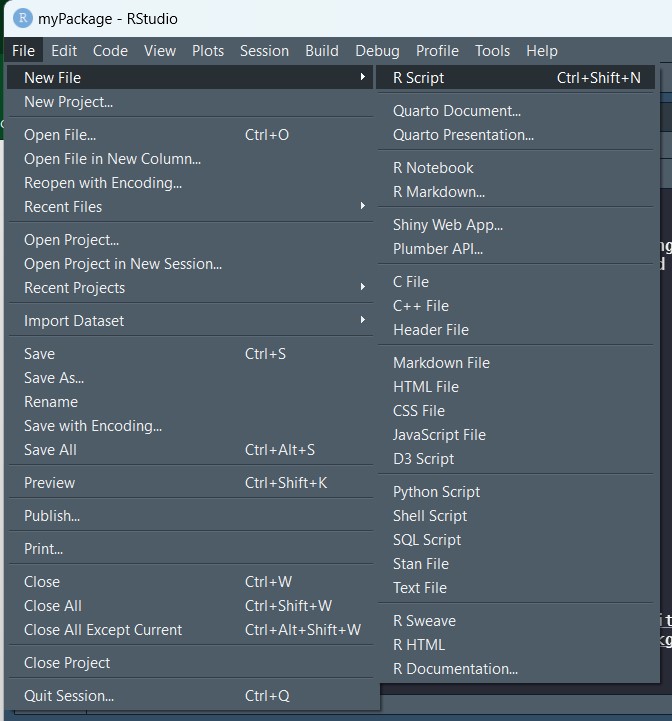 myPackage - RStudio
File Edit Code View Plots Session Build Debug Profile Tools Help
New File
New Project...
Open File... Ctrl+O
Open File in New Column...
Reopen with Encoding...
Recent Files
Open Project...
Open Project in New Session...
Recent Projects
Import Dataset
Save Ctrl+S
Save As...
Rename
Save with Encoding...
Save All Ctrl+Alt+S
Preview Ctrl+Shift+K
Publish...
Print...
Close Ctrl+W
Close All Ctrl+Shift+W
Close All Except Current Ctrl+Alt+Shift+W
Close Project
Quit Session... Ctrl+Q
R Script Ctrl+Shift+N
Quarto Document...
Quarto Presentation...
R Notebook
R Markdown...
Shiny Web App...
Plumber API...
C File
C++ File
Header File
Markdown File
HTML File
CSS File
JavaScript File
D3 Script
Python Script
Shell Script
SQL Script
Stan File
Text File
R Sweave
R HTML
R Documentation...